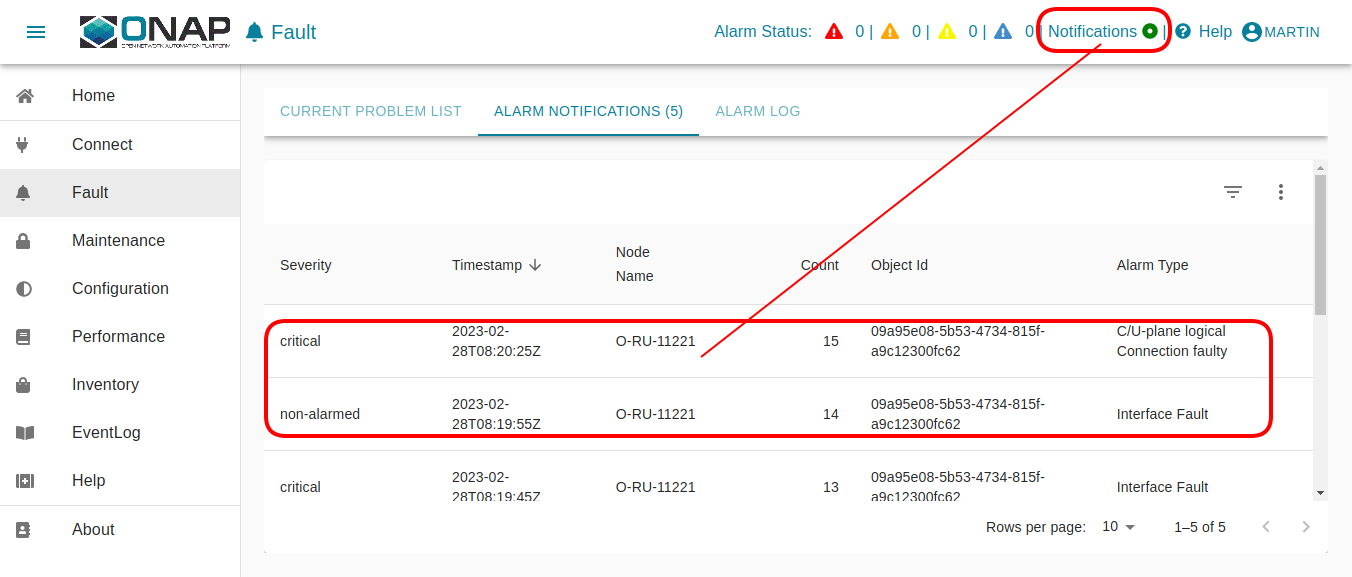 ONAP
OPEN NETWORK AUTOMATION PLATFORM
Fault
Alarm Status: 0 | 0 | 0 | 0 | Notifications | Help MARTIN
Home
Connect
Fault
Maintenance
Configuration
Performance
Inventory
EventLog
Help
About
CURRENT PROBLEM LIST ALARM NOTIFICATIONS (5) ALARM LOG
Severity Timestamp Node Name Count Object Id Alarm Type
critical 2023-02-28T08:20:25Z O-RU-11221 15 09a95e08-5b53-4734-815f-a9c12300fc62 C/U-plane logical Connection faulty
non-alarmed 2023-02-28T08:19:55Z O-RU-11221 14 09a95e08-5b53-4734-815f-a9c12300fc62 Interface Fault
critical 2023-02-28T08:19:45Z O-RU-11221 13 09a95e08-5b53-4734-815f-a9c12300fc62 Interface Fault
Rows per page: 10 1–5 of 5